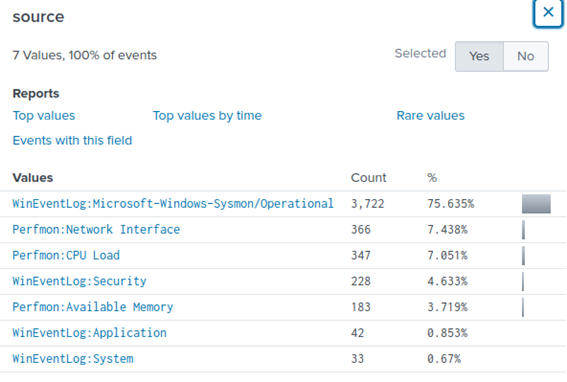 source
7 Values, 100% of events
Selected Yes No
Reports
Top values Top values by time Rare values
Events with this field
Values Count %
WinEventLog:Microsoft-Windows-Sysmon/Operational 3,722 75.635%
Perfmon:Network Interface 366 7.438%
Perfmon:CPU Load 347 7.051%
WinEventLog:Security 228 4.633%
Perfmon:Available Memory 183 3.719%
WinEventLog:Application 42 0.853%
WinEventLog:System 33 0.67%